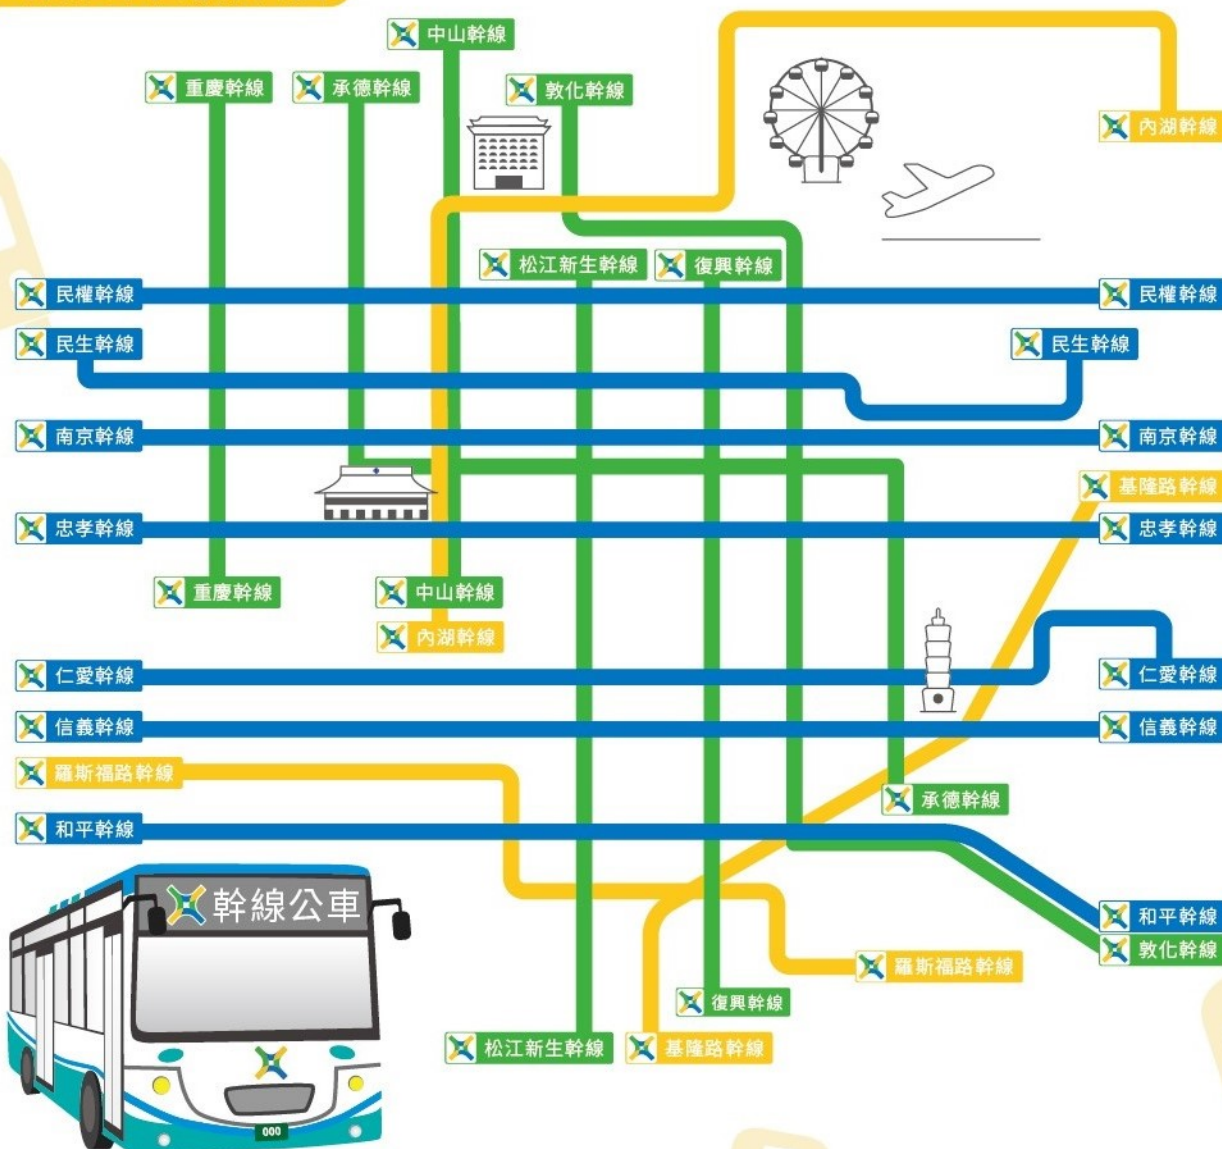 中山幹線
重慶幹線
承德幹線
敦化幹線
內湖幹線
松江新生幹線
復興幹線
民權幹線
民權幹線
民生幹線
民生幹線
南京幹線
南京幹線
基隆路幹線
忠孝幹線
忠孝幹線
重慶幹線
中山幹線
內湖幹線
仁愛幹線
仁愛幹線
信義幹線
信義幹線
羅斯福路幹線
承德幹線
和平幹線
幹線公車
和平幹線
敦化幹線
羅斯福路幹線
復興幹線
松江新生幹線
基隆路幹線
000